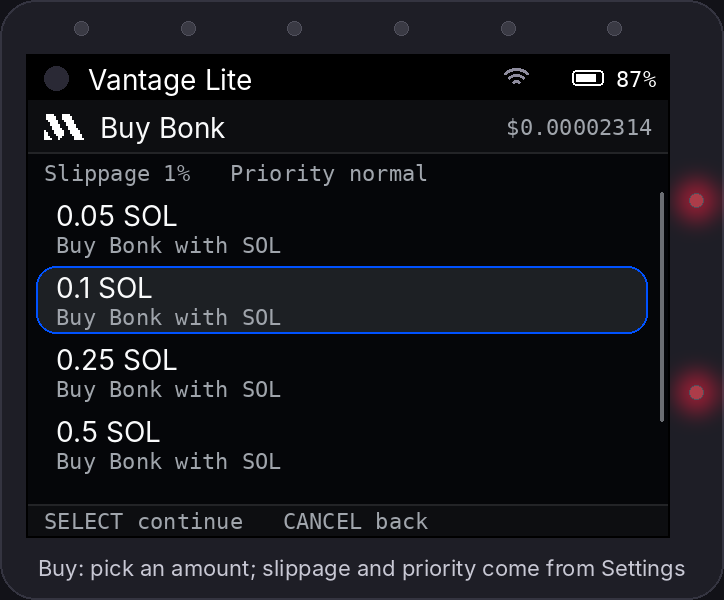 Vantage Lite
87%
Buy Bonk
$0.00002314
Slippage 1% Priority normal
0.05 SOL
Buy Bonk with SOL
0.1 SOL
Buy Bonk with SOL
0.25 SOL
Buy Bonk with SOL
0.5 SOL
Buy Bonk with SOL
SELECT continue CANCEL back
Buy: pick an amount; slippage and priority come from Settings